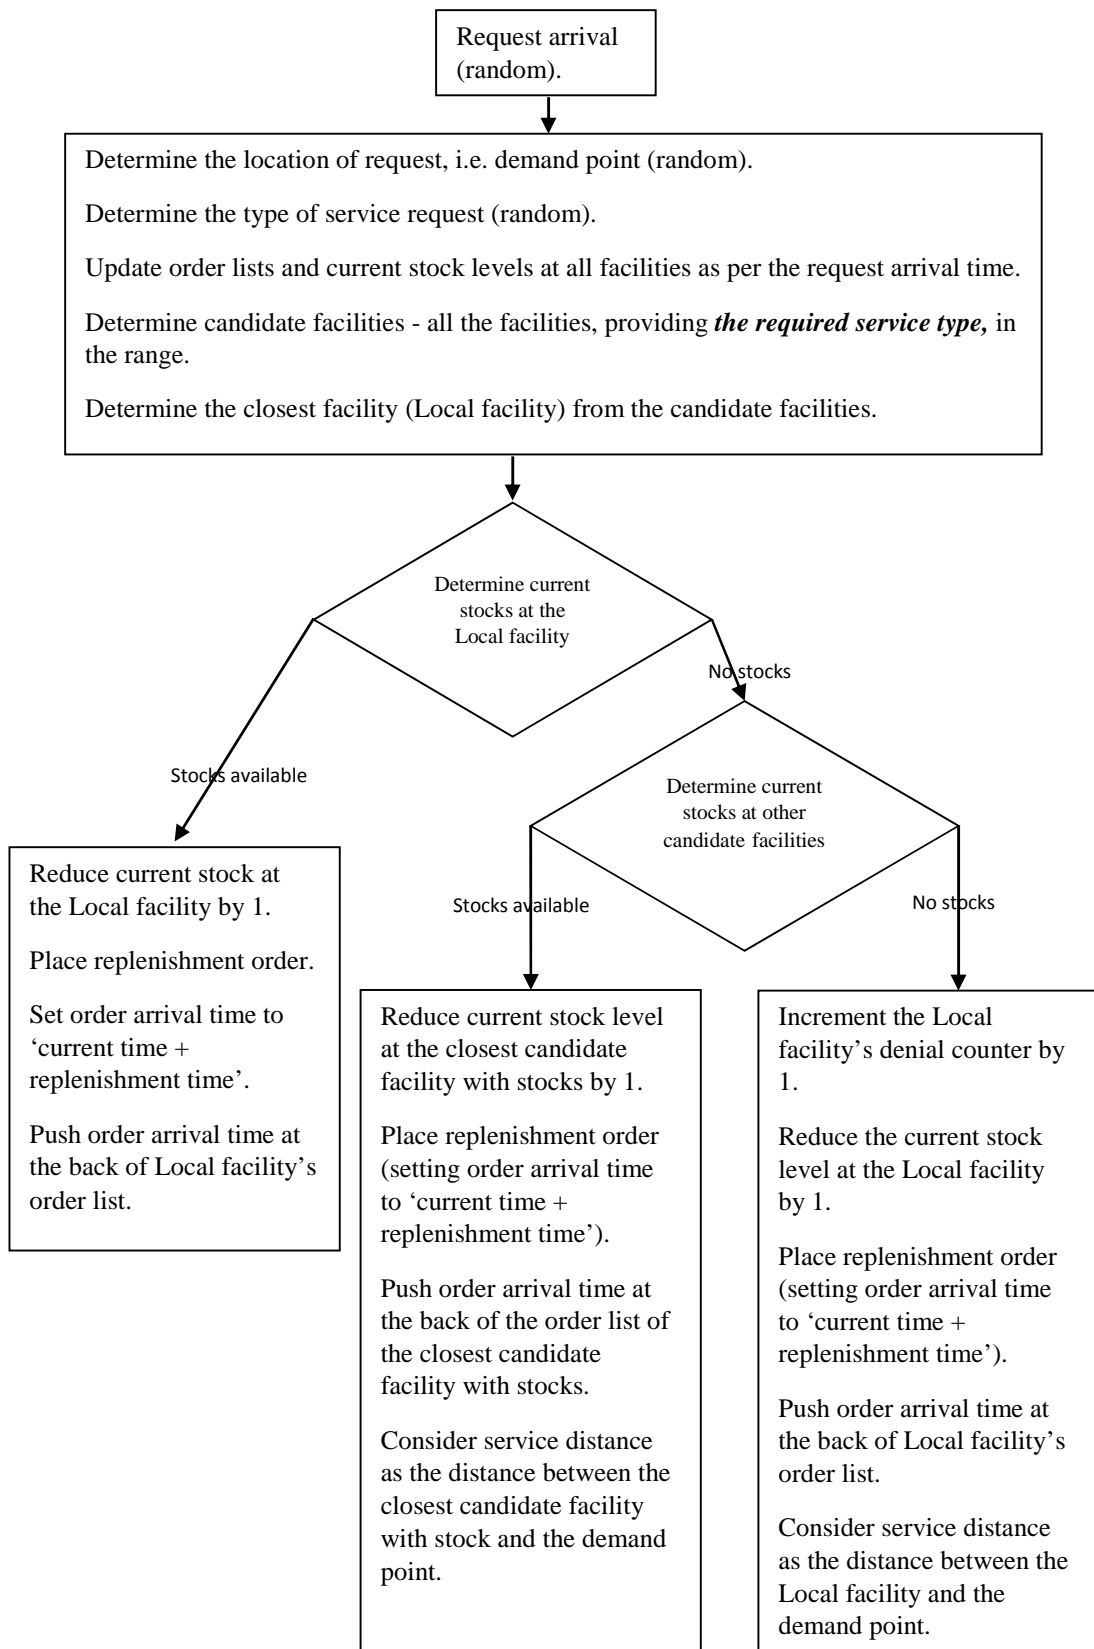 Request arrival
(random).
Determine the location of request, i.e. demand point (random).
Determine the type of service request (random).
Update order lists and current stock levels at all facilities as per the request arrival time.
Determine candidate facilities - all the facilities, providing the required service type, in
the range.
Determine the closest facility (Local facility) from the candidate facilities.
Determine current
stocks at the
Local facility
No stocks
Stocks available
Determine current
stocks at other
candidate facilities
Stocks available
No stocks
Reduce current stock at
the Local facility by 1.
Place replenishment order.
Set order arrival time to
‘current time +
replenishment time’.
Push order arrival time at
the back of Local facility’s
order list.
Reduce current stock level
at the closest candidate
facility with stocks by 1.
Place replenishment order
(setting order arrival time
to ‘current time +
replenishment time’).
Push order arrival time at
the back of the order list of
the closest candidate
facility with stocks.
Consider service distance
as the distance between the
closest candidate facility
with stock and the demand
point.
Increment the Local
facility’s denial counter by
1.
Reduce the current stock
level at the Local facility
by 1.
Place replenishment order
(setting order arrival time
to ‘current time +
replenishment time’).
Push order arrival time at
the back of Local facility’s
order list.
Consider service distance
as the distance between the
Local facility and the
demand point.